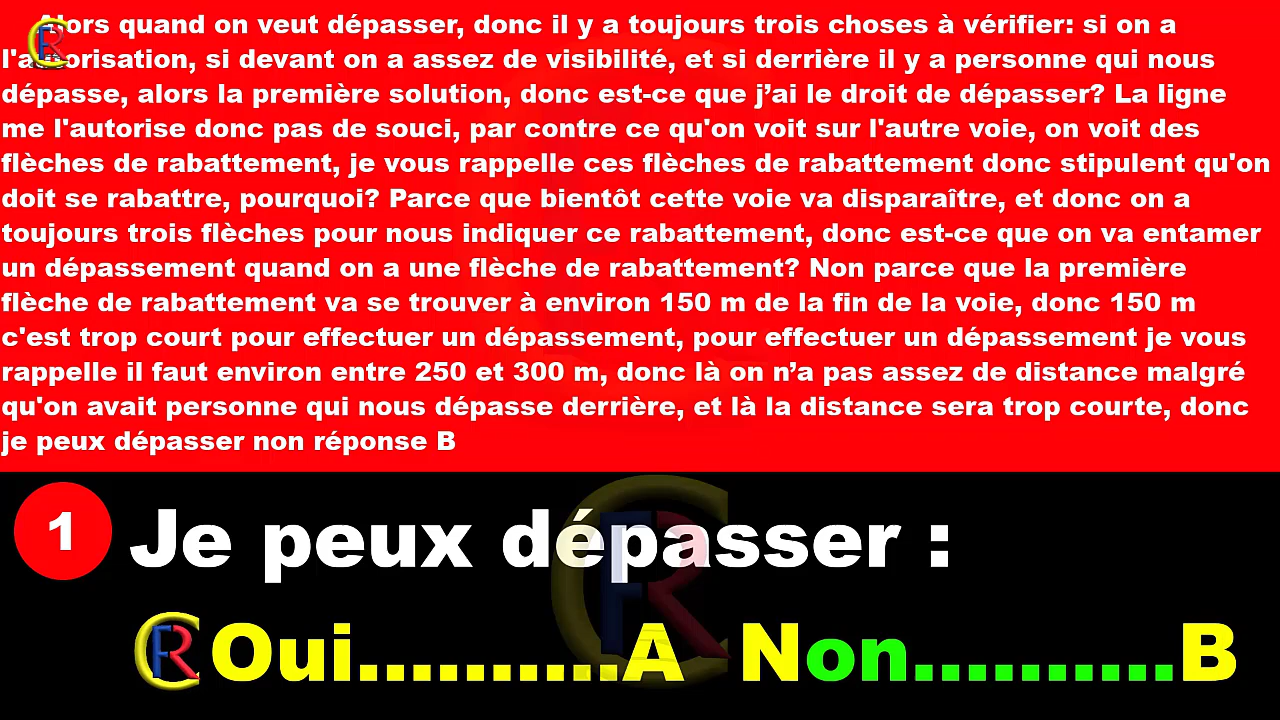 Alors quand on veut dépasser, donc il y a toujours trois choses à vérifier: si on a
l'autorisation, si devant on a assez de visibilité, et si derrière il y a personne qui nous
dépasse, alors la première solution, donc est-ce que j’ai le droit de dépasser? La ligne
me l'autorise donc pas de souci, par contre ce qu'on voit sur l'autre voie, on voit des
flèches de rabattement, je vous rappelle ces flèches de rabattement donc stipulent qu'on
doit se rabattre, pourquoi? Parce que bientôt cette voie va disparaître, et donc on a
toujours trois flèches pour nous indiquer ce rabattement, donc est-ce que on va entamer
un dépassement quand on a une flèche de rabattement? Non parce que la première
flèche de rabattement va se trouver à environ 150 m de la fin de la voie, donc 150 m
c'est trop court pour effectuer un dépassement, pour effectuer un dépassement je vous
rappelle il faut environ entre 250 et 300 m, donc là on n’a pas assez de distance malgré
qu'on avait personne qui nous dépasse derrière, et là la distance sera trop courte, donc
je peux dépasser non réponse B
1 Je peux dépasser :
CFR Oui..........A Non..........B